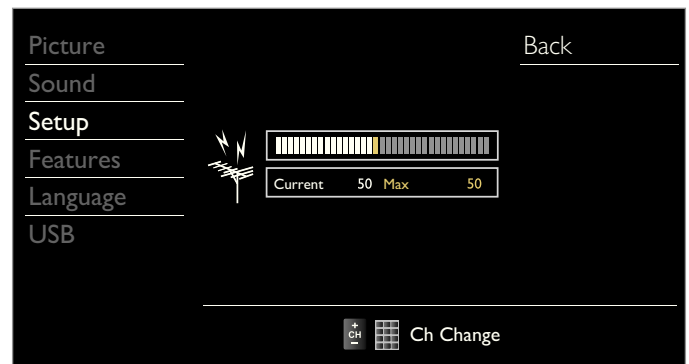 Picture
Back
Sound
Setup
Features
Language
USB
Current 50 Max 50
+
CH
−
Ch Change